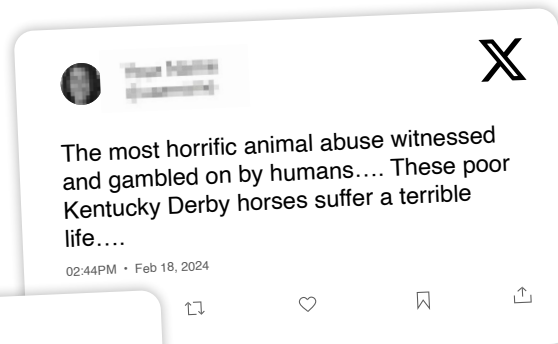 The most horrific animal abuse witnessed
and gambled on by humans.... These poor
Kentucky Derby horses suffer a terrible
life....
02:44PM • Feb 18, 2024